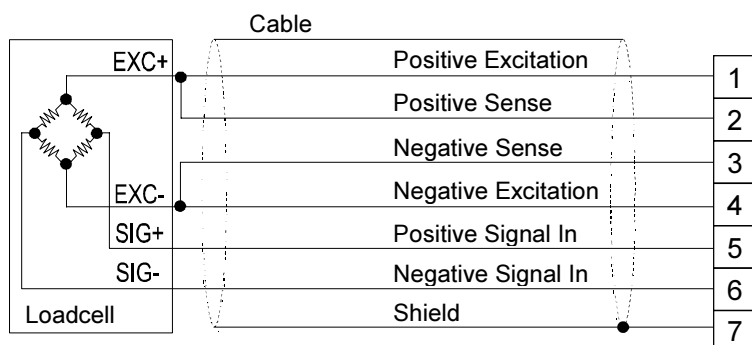 Cable
EXC+ Positive Excitation 1
Positive Sense 2
Negative Sense 3
EXC- Negative Excitation 4
SIG+ Positive Signal In 5
SIG- Negative Signal In 6
Loadcell Shield 7